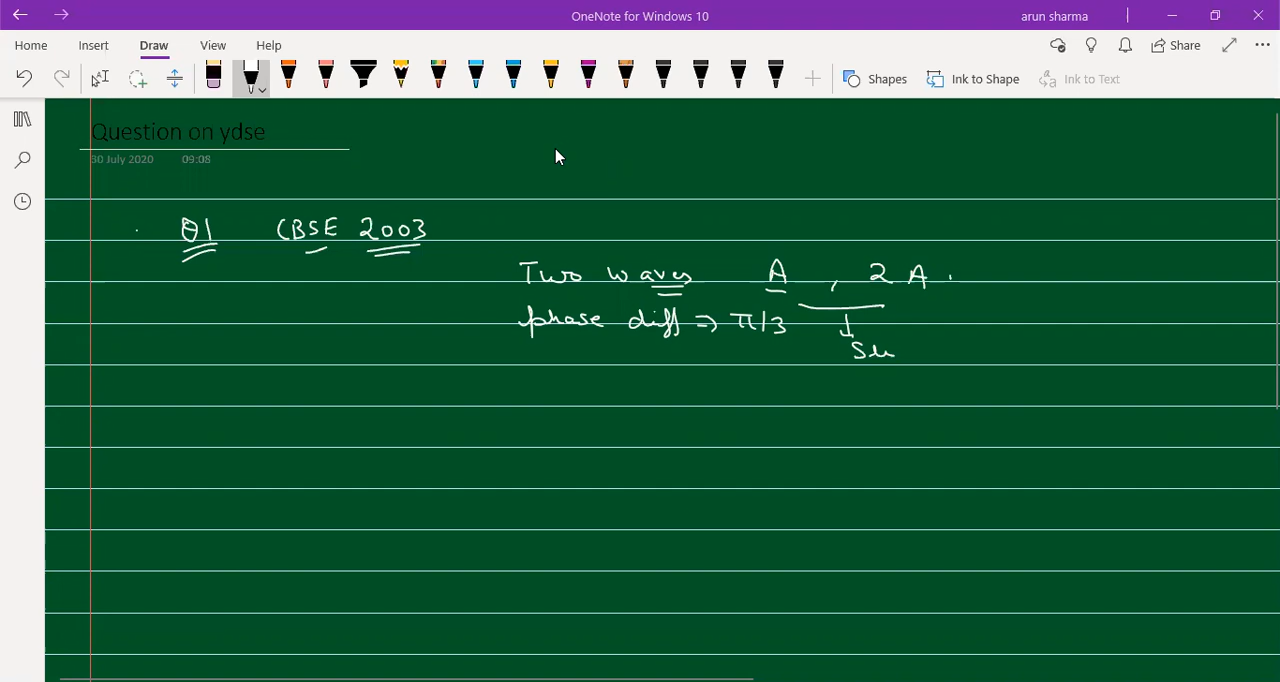 OneNote for Windows 10
arun sharma
Home Insert Draw View Help
Share
Shapes
Ink to Shape
Ink to Text
Question on ydse
30 July 2020 09:08
Q1 CBSE 2003
Two waves A , 2A.
phase diff ⇒ π/3